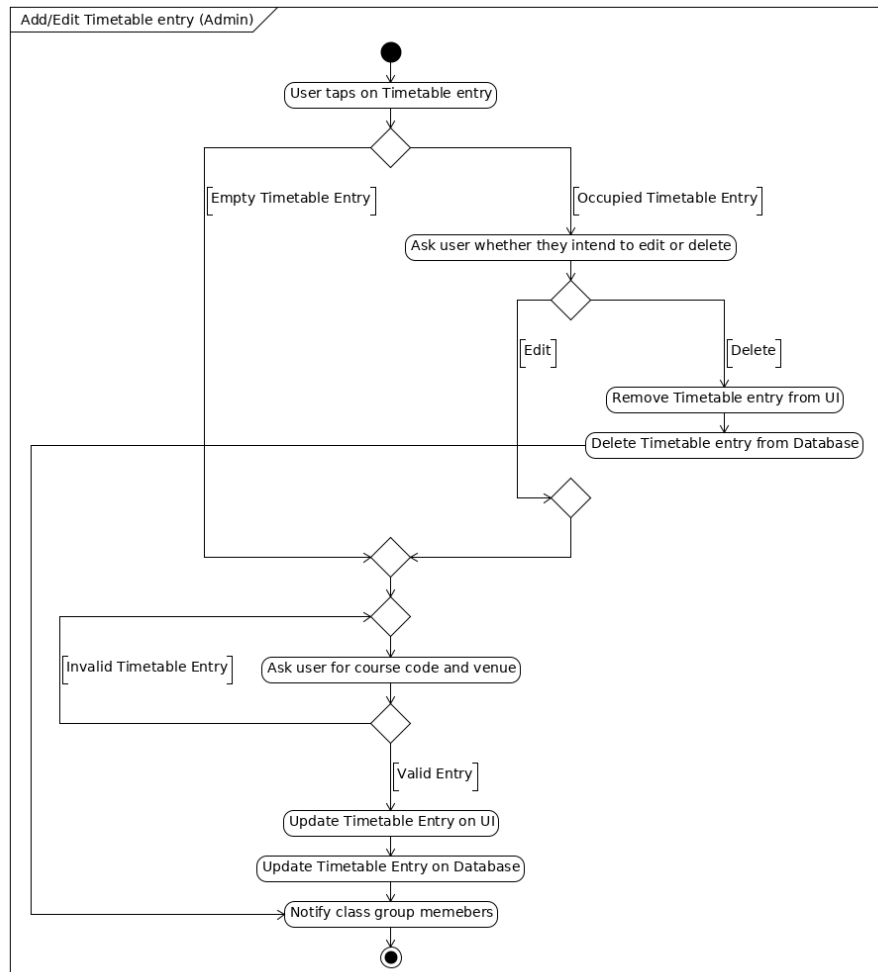 Add/Edit Timetable entry (Admin)
User taps on Timetable entry
[Empty Timetable Entry]
[Occupied Timetable Entry]
Ask user whether they intend to edit or delete
[Edit]
[Delete]
Remove Timetable entry from UI
Delete Timetable entry from Database
[Invalid Timetable Entry]
Ask user for course code and venue
[Valid Entry]
Update Timetable Entry on UI
Update Timetable Entry on Database
Notify class group memebers